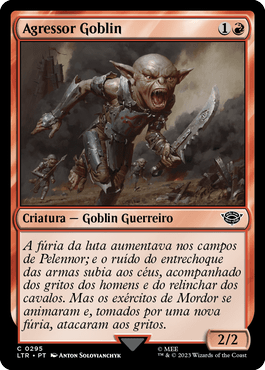 Agressor Goblin
1
Criatura — Goblin Guerreiro
A fúria da luta aumentava nos campos
de Pelennor; e o ruído do entrechoque
das armas subia aos céus, acompanhado
dos gritos dos homens e do relinchar dos
cavalos. Mas os exércitos de Mordor se
animaram e, tomados por uma nova
fúria, atacaram aos gritos.
2/2
C 0295
LTR • PT ANTON SOLOVIANCHYK
© MEE
™ & © 2023 Wizards of the Coast